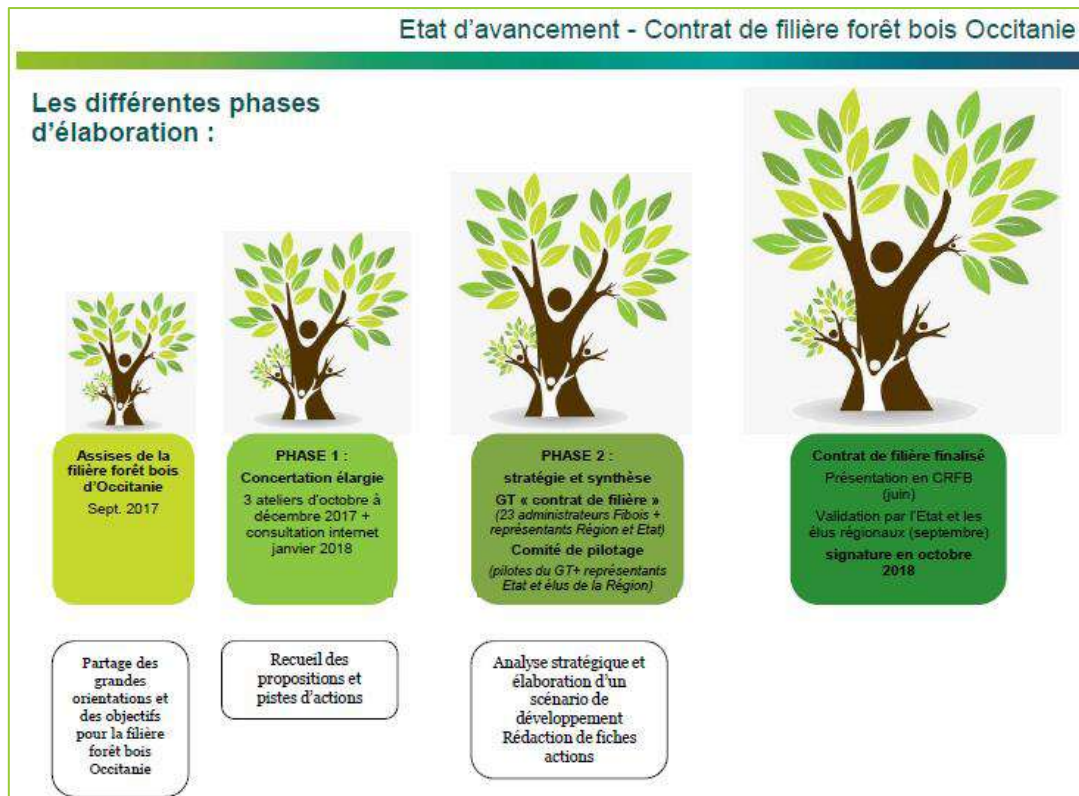 Etat d'avancement - Contrat de filière forêt bois Occitanie
Les différentes phases
d'élaboration :
Assises de la
filière forêt bois
d'Occitanie
Sept. 2017
PHASE 1 :
Concertation élargie
3 ateliers d'octobre à
décembre 2017 +
consultation internet
janvier 2018
PHASE 2 :
stratégie et synthèse
GT « contrat de filière »
(23 administrateurs Fibois +
représentants Région et Etat)
Comité de pilotage
(pilotes du GT+ représentants
Etat et élus de la Région)
Contrat de filière finalisé
Présentation en CRFB
(juin)
Validation par l'Etat et les
élus régionaux (septembre)
signature en octobre
2018
Partage des
grandes
orientations et
des objectifs
pour la filière
forêt bois
Occitanie
Recueil des
propositions et
pistes d'actions
Analyse stratégique et
élaboration d'un
scénario de
développement
Rédaction de fiches
actions